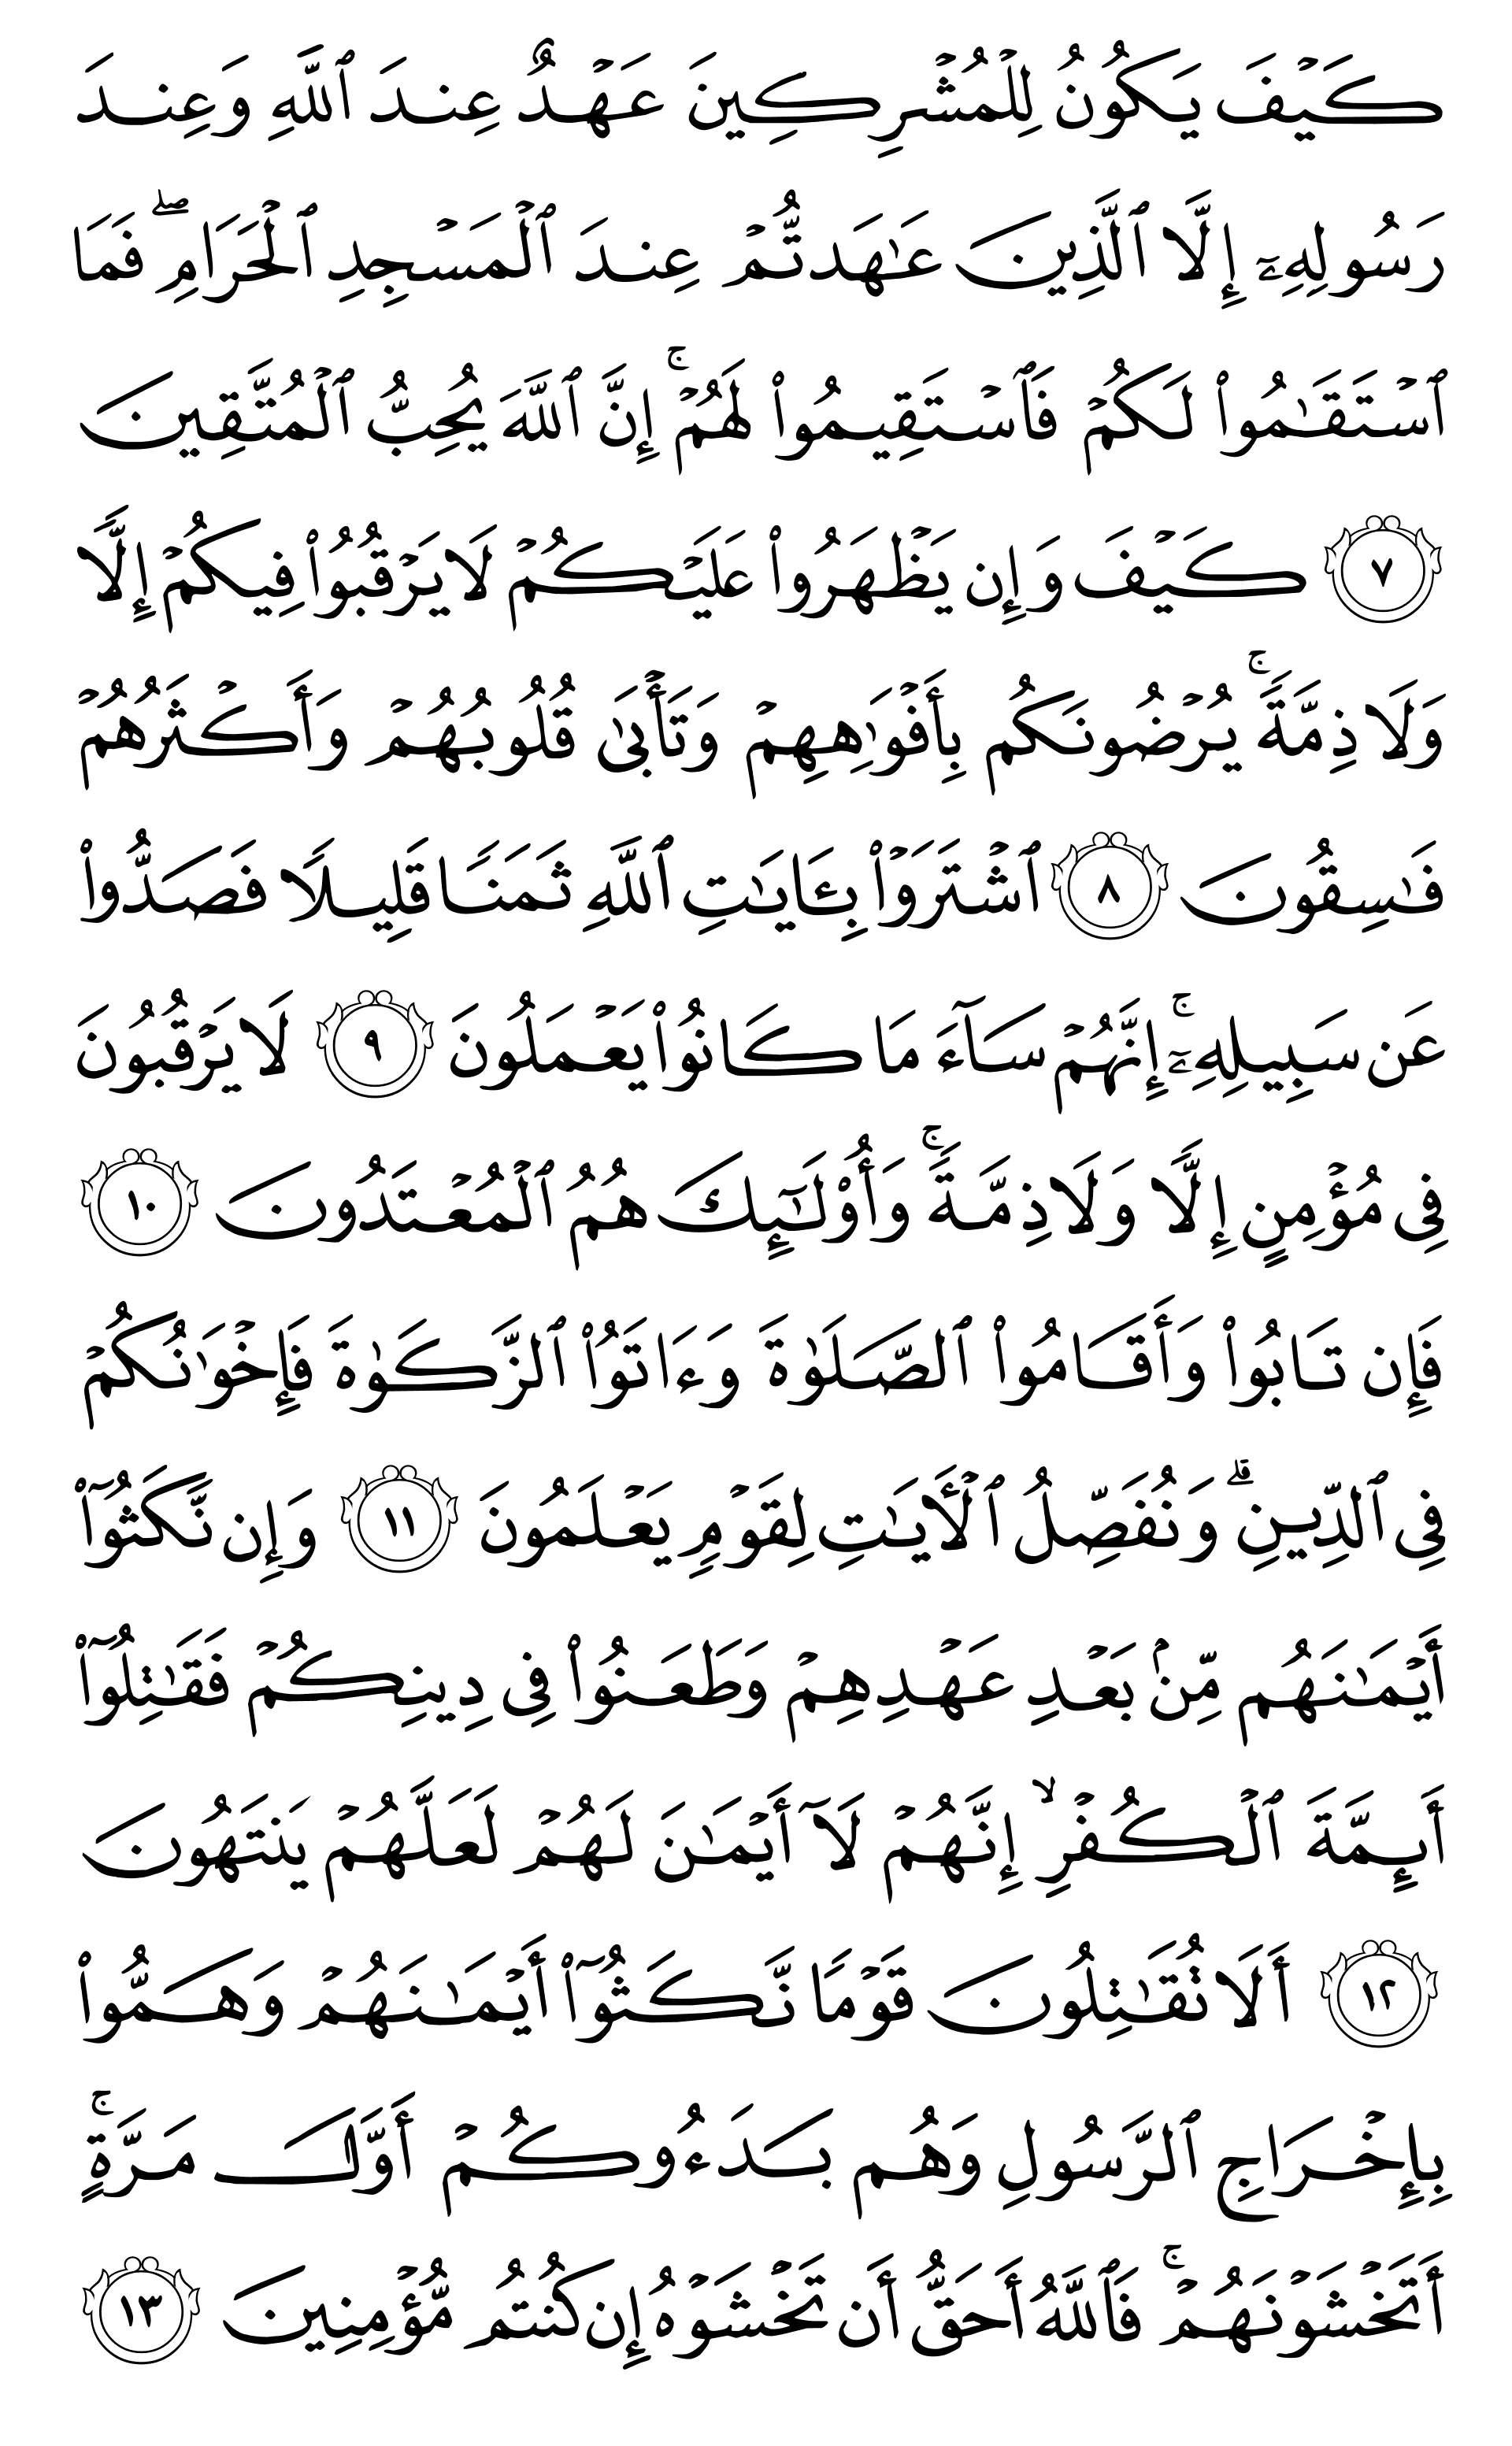 كَيْفَ يَكُونُ لِلْمُشْرِكِينَ عَهْدٌ عِندَ ٱللَّهِ وَعِندَ
رَسُولِهِۦٓ إِلَّا ٱلَّذِينَ عَٰهَدتُّمْ عِندَ ٱلْمَسْجِدِ ٱلْحَرَامِ ۖ فَمَا
ٱسْتَقَٰمُوا۟ لَكُمْ فَٱسْتَقِيمُوا۟ لَهُمْ ۚ إِنَّ ٱللَّهَ يُحِبُّ ٱلْمُتَّقِينَ
٧ كَيْفَ وَإِن يَظْهَرُوا۟ عَلَيْكُمْ لَا يَرْقُبُوا۟ فِيكُمْ إِلًّا
وَلَا ذِمَّةً ۚ يُرْضُونَكُم بِأَفْوَٰهِهِمْ وَتَأْبَىٰ قُلُوبُهُمْ وَأَكْثَرُهُمْ
فَٰسِقُونَ ٨ ٱشْتَرَوْا۟ بِـَٔايَٰتِ ٱللَّهِ ثَمَنًا قَلِيلًا فَصَدُّوا۟
عَن سَبِيلِهِۦٓ ۚ إِنَّهُمْ سَآءَ مَا كَانُوا۟ يَعْمَلُونَ ٩ لَا يَرْقُبُونَ
فِى مُؤْمِنٍ إِلًّا وَلَا ذِمَّةً ۚ وَأُو۟لَٰٓئِكَ هُمُ ٱلْمُعْتَدُونَ ١٠
فَإِن تَابُوا۟ وَأَقَامُوا۟ ٱلصَّلَوٰةَ وَءَاتَوُا۟ ٱلزَّكَوٰةَ فَإِخْوَٰنُكُمْ
فِى ٱلدِّينِ ۗ وَنُفَصِّلُ ٱلْـَٔايَٰتِ لِقَوْمٍ يَعْلَمُونَ ١١ وَإِن نَّكَثُوٓا۟
أَيْمَٰنَهُم مِّنۢ بَعْدِ عَهْدِهِمْ وَطَعَنُوا۟ فِى دِينِكُمْ فَقَٰتِلُوٓا۟
أَئِمَّةَ ٱلْكُفْرِ ۙ إِنَّهُمْ لَآ أَيْمَٰنَ لَهُمْ لَعَلَّهُمْ يَنتَهُونَ
١٢ أَلَا تُقَٰتِلُونَ قَوْمًا نَّكَثُوٓا۟ أَيْمَٰنَهُمْ وَهَمُّوا۟
بِإِخْرَاجِ ٱلرَّسُولِ وَهُم بَدَءُوكُمْ أَوَّلَ مَرَّةٍ ۚ
أَتَخْشَوْنَهُمْ ۚ فَٱللَّهُ أَحَقُّ أَن تَخْشَوْهُ إِن كُنتُم مُّؤْمِنِينَ ١٣